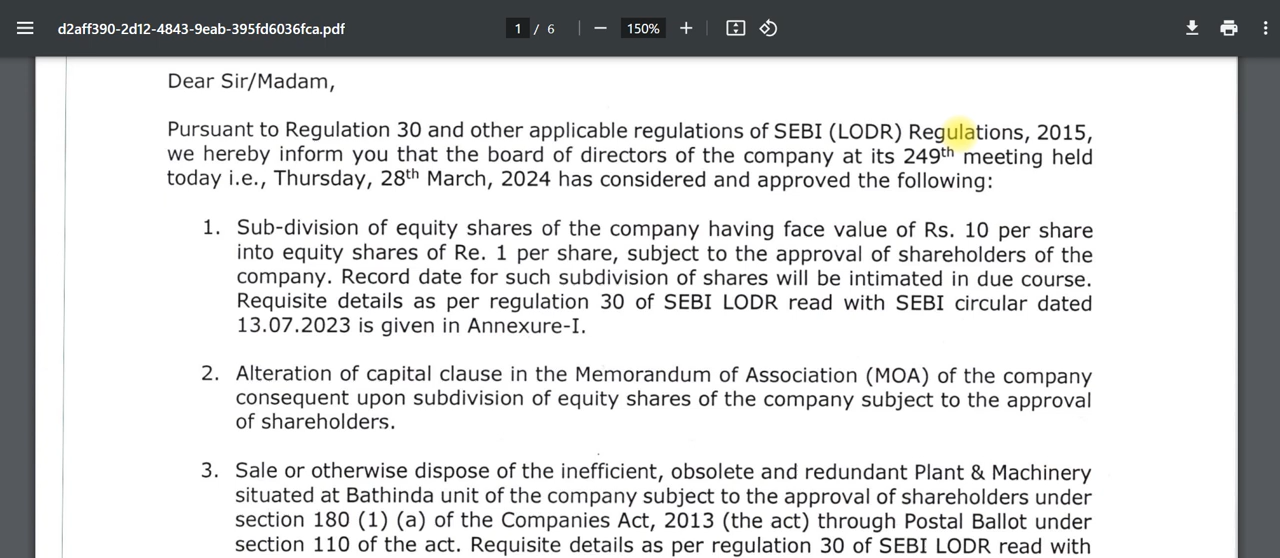 d2aff390-2d12-4843-9eab-395fd6036fca.pdf
1 / 6
150%
Dear Sir/Madam,
Pursuant to Regulation 30 and other applicable regulations of SEBI (LODR) Regulations, 2015,
we hereby inform you that the board of directors of the company at its 249th meeting held
today i.e., Thursday, 28th March, 2024 has considered and approved the following:
1. Sub-division of equity shares of the company having face value of Rs. 10 per share
into equity shares of Re. 1 per share, subject to the approval of shareholders of the
company. Record date for such subdivision of shares will be intimated in due course.
Requisite details as per regulation 30 of SEBI LODR read with SEBI circular dated
13.07.2023 is given in Annexure-I.
2. Alteration of capital clause in the Memorandum of Association (MOA) of the company
consequent upon subdivision of equity shares of the company subject to the approval
of shareholders.
3. Sale or otherwise dispose of the inefficient, obsolete and redundant Plant & Machinery
situated at Bathinda unit of the company subject to the approval of shareholders under
section 180 (1) (a) of the Companies Act, 2013 (the act) through Postal Ballot under
section 110 of the act. Requisite details as per regulation 30 of SEBI LODR read with